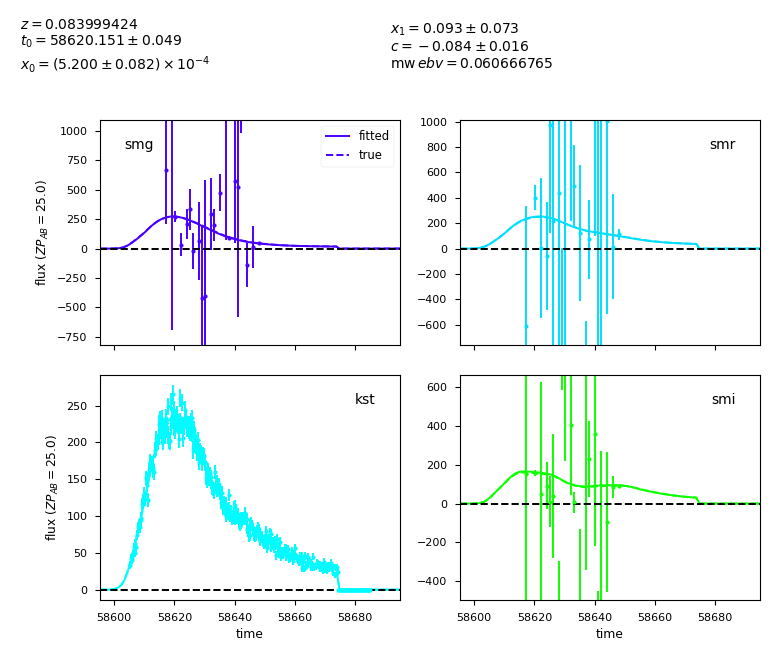 z = 0.083999424
t₀ = 58620.151 ± 0.049
x₀ = (5.200 ± 0.082) × 10⁻⁴
x₁ = 0.093 ± 0.073
c = −0.084 ± 0.016
mw ebv = 0.060666765
smg
fitted
true
1000
750
500
250
0
−250
−500
−750
flux (ZP_AB = 25.0)
smr
1000
800
600
400
200
0
−200
−400
−600
kst
250
200
150
100
50
0
flux (ZP_AB = 25.0)
58600 58620 58640 58660 58680
time
smi
600
400
200
0
−200
−400
58600 58620 58640 58660 58680
time